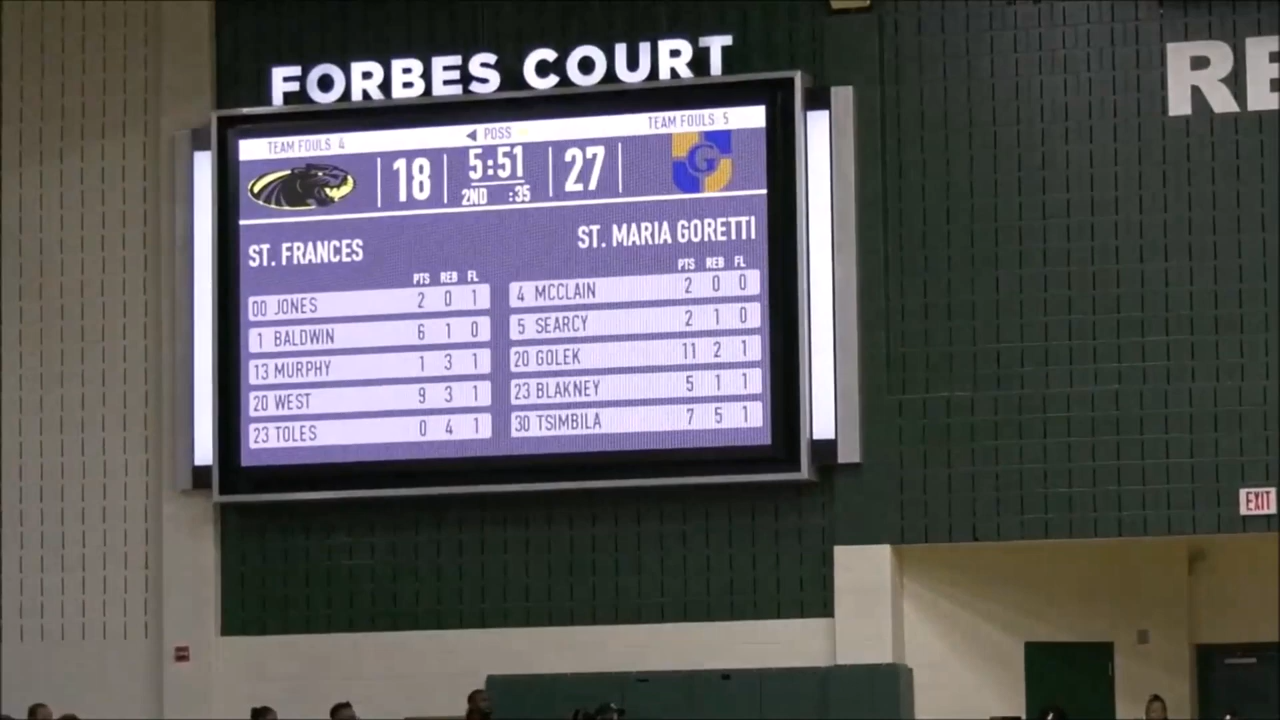 FORBES COURT
RE
TEAM FOULS 4
◀ POSS
TEAM FOULS 5
18
5:51
27
G
2ND :35
ST. FRANCES
ST. MARIA GORETTI
PTS REB FL
PTS REB FL
00 JONES 2 0 1
4 MCCLAIN 2 0 0
1 BALDWIN 6 1 0
5 SEARCY 2 1 0
13 MURPHY 1 3 1
20 GOLEK 11 2 1
20 WEST 9 3 1
23 BLAKNEY 5 1 1
23 TOLES 0 4 1
30 TSIMBILA 7 5 1
EXIT